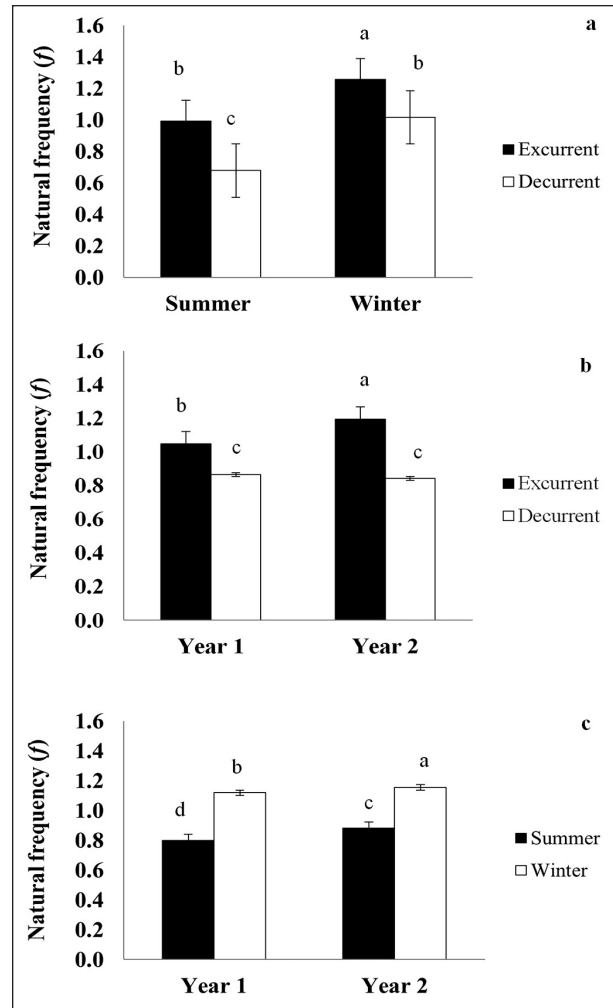 a
Natural frequency (f)
1.6
1.4
1.2
1.0
0.8
0.6
0.4
0.2
0.0
b
c
a
b
Summer
Winter
Excurrent
Decurrent
b
Natural frequency (f)
1.6
1.4
1.2
1.0
0.8
0.6
0.4
0.2
0.0
b
c
a
c
Year 1
Year 2
Excurrent
Decurrent
c
Natural frequency (f)
1.6
1.4
1.2
1.0
0.8
0.6
0.4
0.2
0.0
d
b
c
a
Year 1
Year 2
Summer
Winter